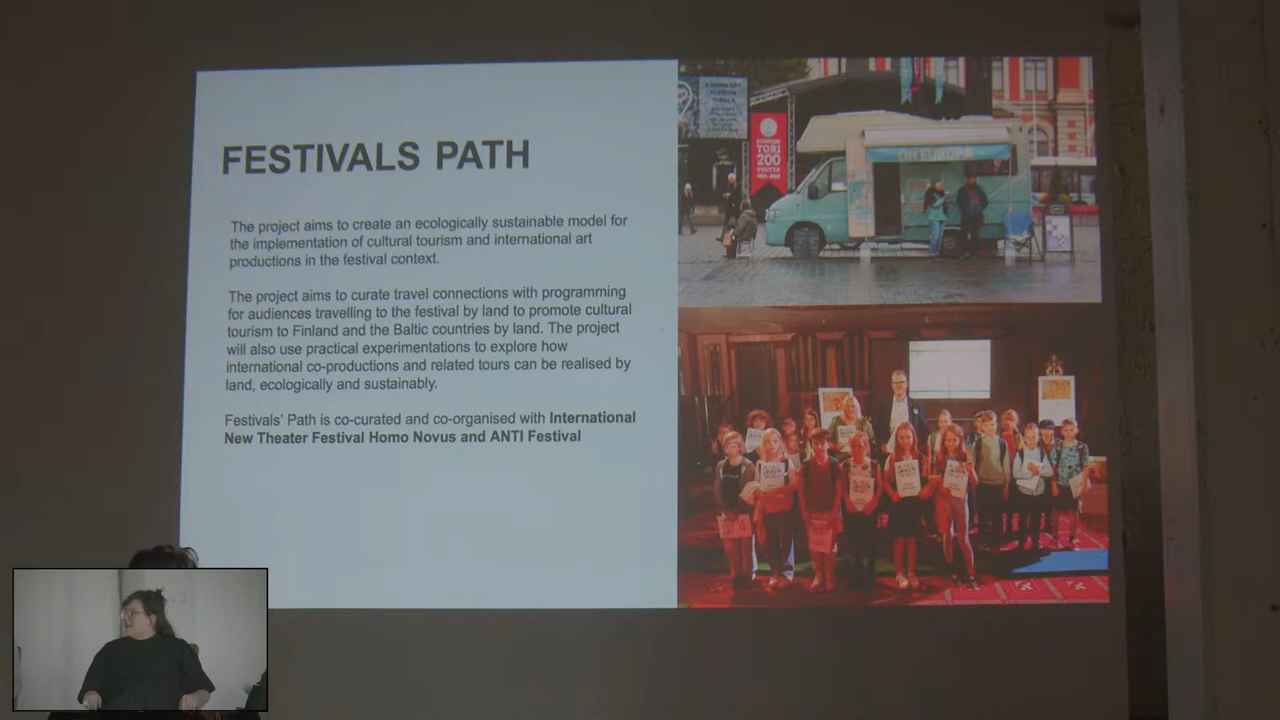 FESTIVALS PATH
The project aims to create an ecologically sustainable model for
the implementation of cultural tourism and international art
productions in the festival context.
The project aims to curate travel connections with programming
for audiences travelling to the festival by land to promote cultural
tourism to Finland and the Baltic countries by land. The project
will also use practical experimentations to explore how
international co-productions and related tours can be realised by
land, ecologically and sustainably.
Festivals' Path is co-curated and co-organised with International
New Theater Festival Homo Novus and ANTI Festival
TORI
200
OH EUROPA